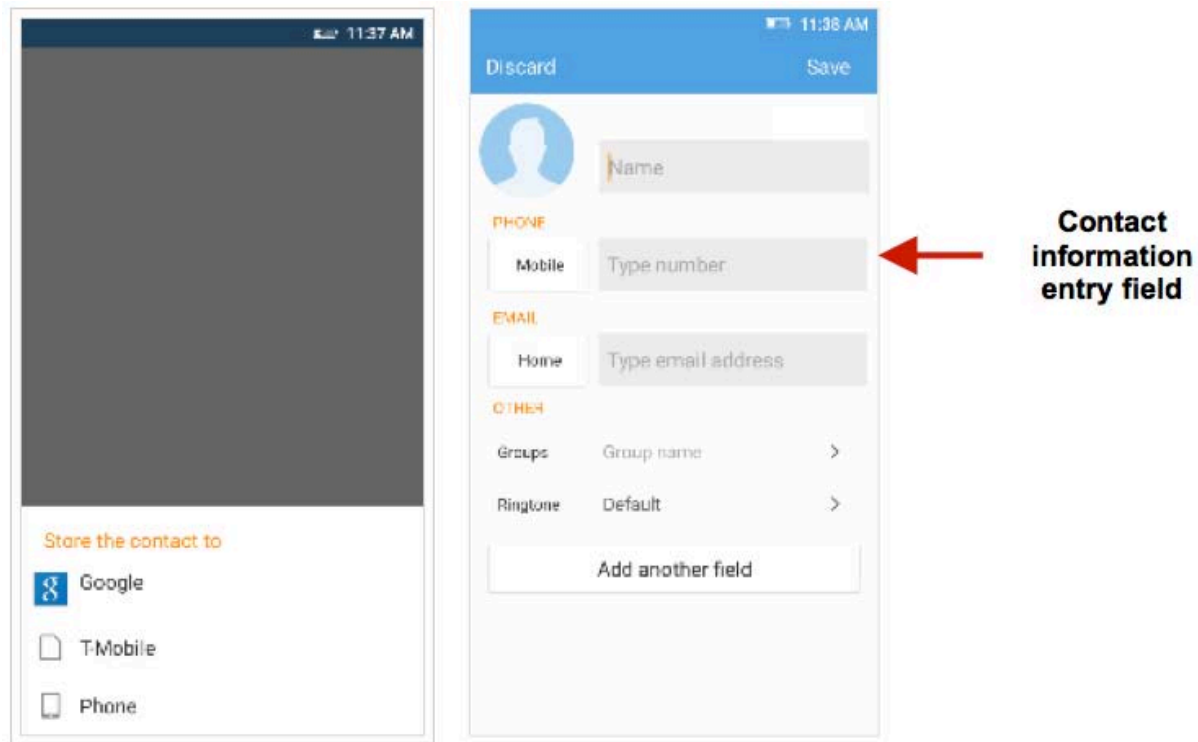 11:37 AM
Store the contact to
Google
T-Mobile
Phone
11:38 AM
Discard
Save
Name
PHONE
Mobile
Type number
EMAIL
Home
Type email address
OTHER
Groups
Group name
Ringtone
Default
Add another field
Contact
information
entry field